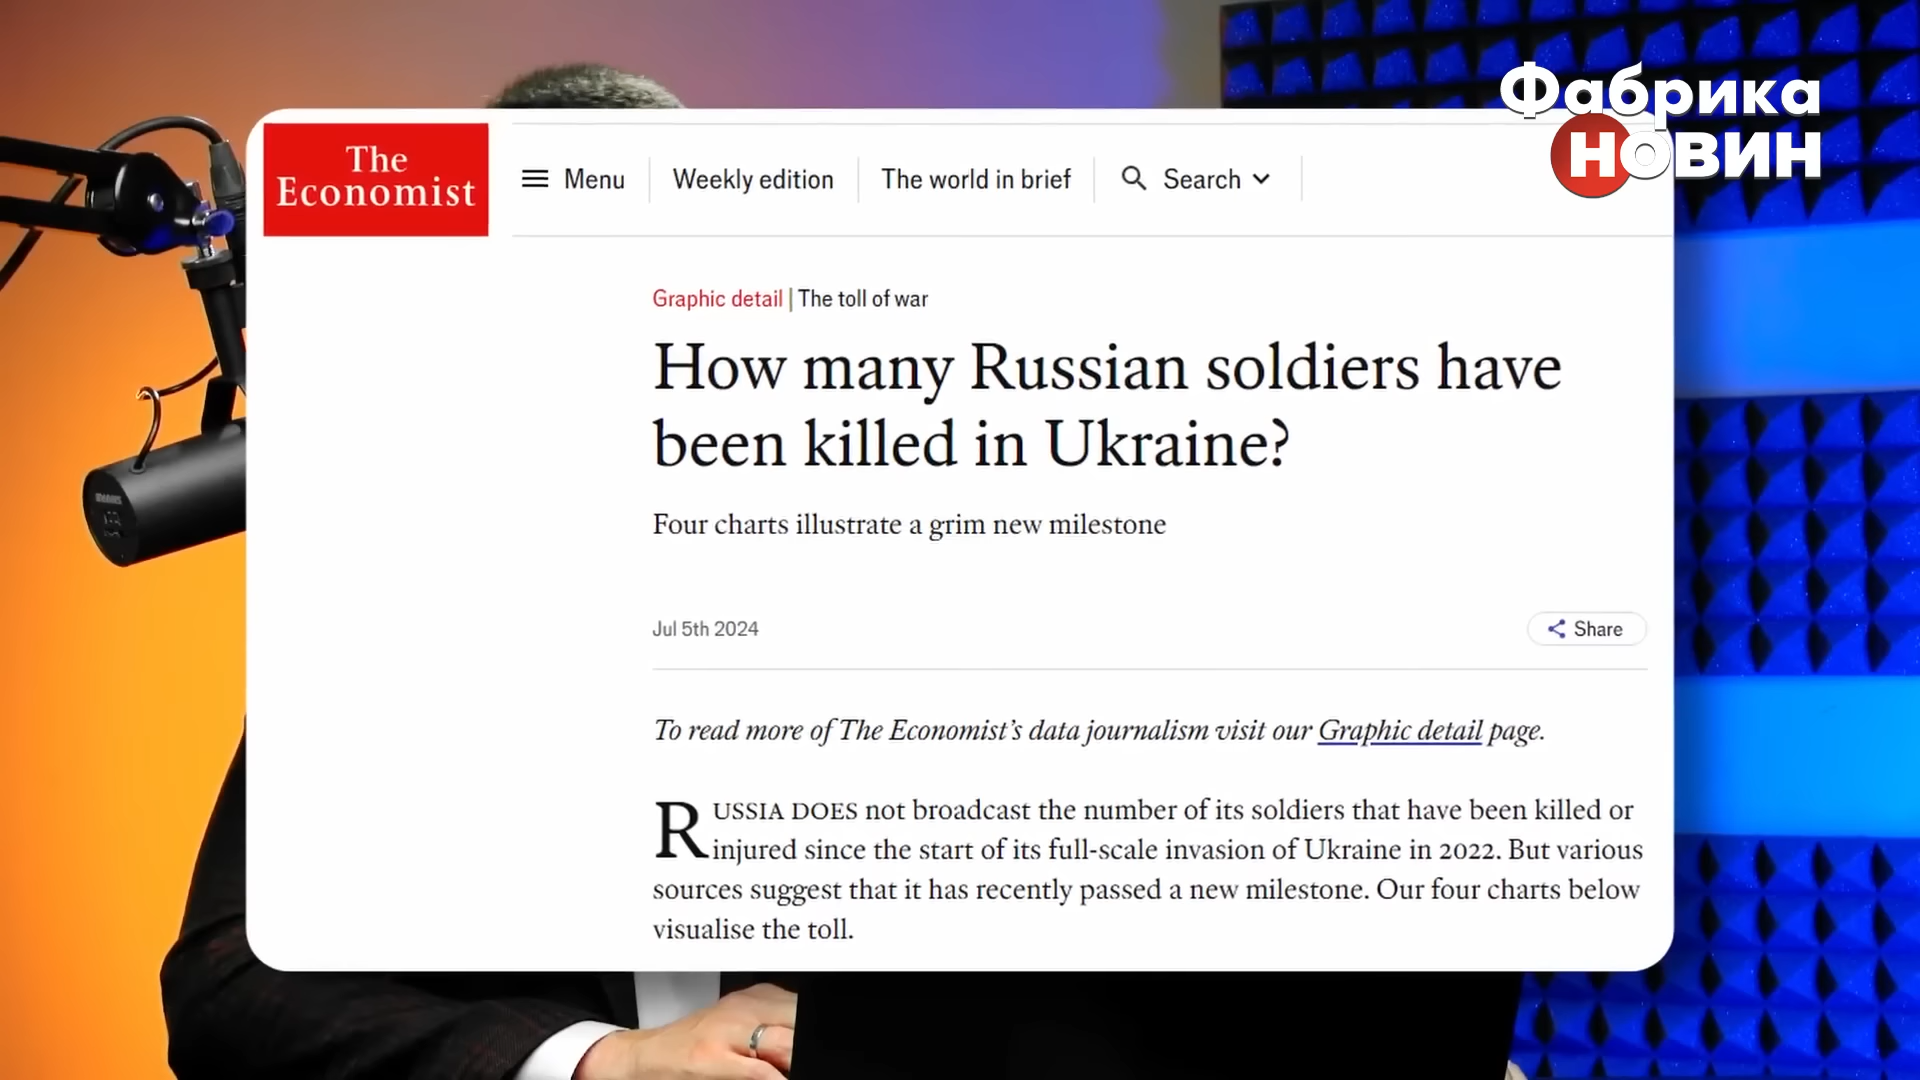 Фабрика
НОВИН
The
Economist
Menu
Weekly edition
The world in brief
Search
Graphic detail | The toll of war
How many Russian soldiers have
been killed in Ukraine?
Four charts illustrate a grim new milestone
Jul 5th 2024
Share
To read more of The Economist’s data journalism visit our Graphic detail page.
RUSSIA DOES not broadcast the number of its soldiers that have been killed or
injured since the start of its full-scale invasion of Ukraine in 2022. But various
sources suggest that it has recently passed a new milestone. Our four charts below
visualise the toll.